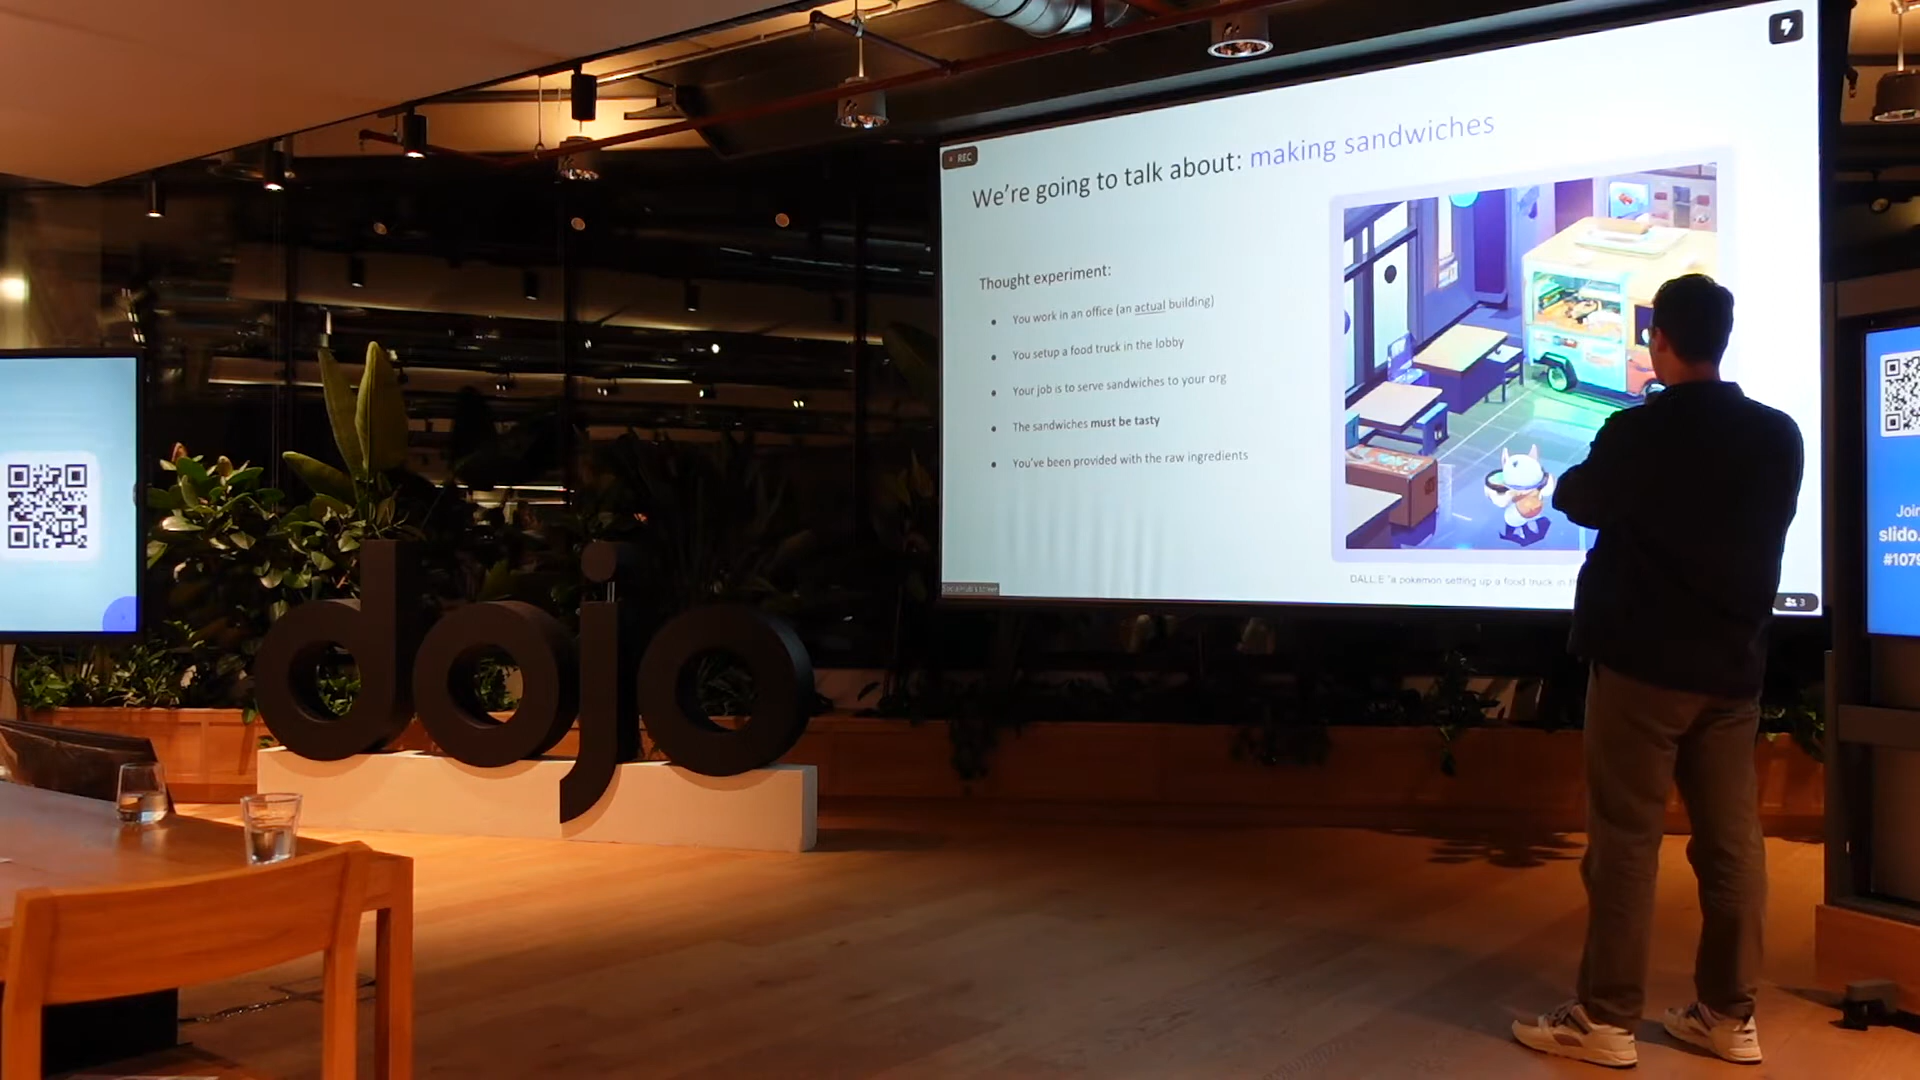 REC
We're going to talk about: making sandwiches
Thought experiment:
You work in an office (an actual building)
You setup a food truck in the lobby
Your job is to serve sandwiches to your org
The sandwiches must be tasty
You've been provided with the raw ingredients
DALL.E "a pokemon setting up a food truck in
3
dojo
Join
slido.
#1079